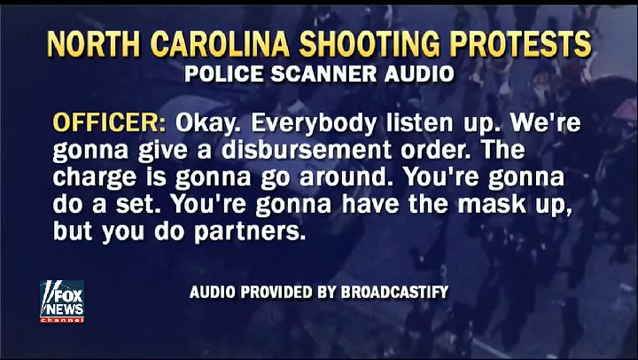 NORTH CAROLINA SHOOTING PROTESTS
POLICE SCANNER AUDIO
OFFICER: Okay. Everybody listen up. We're
gonna give a disbursement order. The
charge is gonna go around. You're gonna
do a set. You're gonna have the mask up,
but you do partners.
FOX
NEWS
channel
AUDIO PROVIDED BY BROADCASTIFY